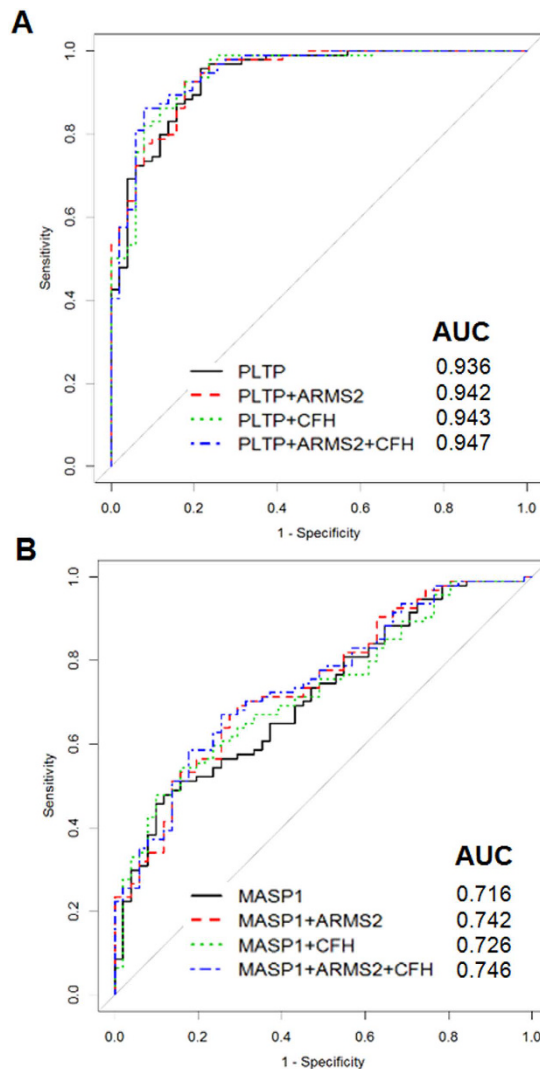 A
1.0
0.8
0.6
0.4
0.2
0.0
Sensitivity
AUC
PLTP 0.936
PLTP+ARMS2 0.942
PLTP+CFH 0.943
PLTP+ARMS2+CFH 0.947
0.0 0.2 0.4 0.6 0.8 1.0
1 - Specificity
B
1.0
0.8
0.6
0.4
0.2
0.0
Sensitivity
AUC
MASP1 0.716
MASP1+ARMS2 0.742
MASP1+CFH 0.726
MASP1+ARMS2+CFH 0.746
0.0 0.2 0.4 0.6 0.8 1.0
1 - Specificity